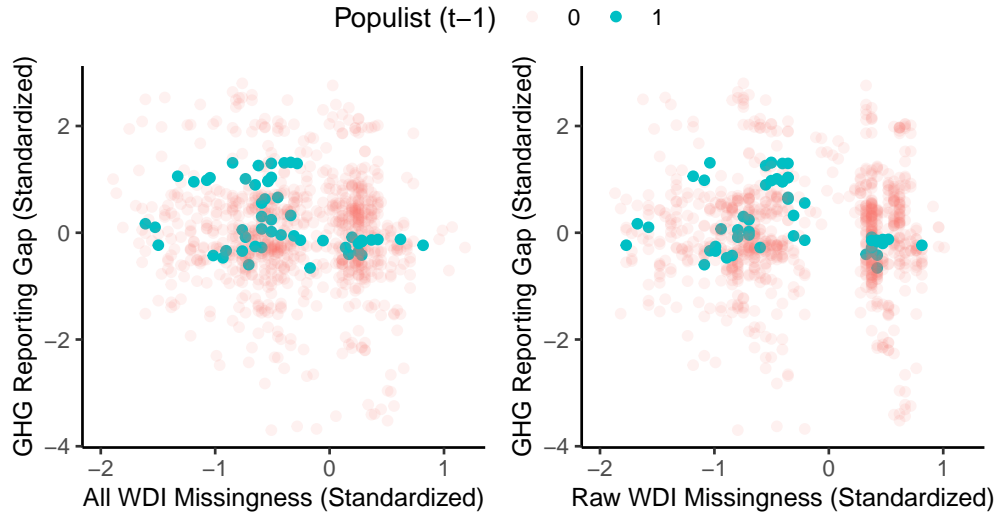 Populist (t−1) 0 1
GHG Reporting Gap (Standardized)
2
0
−2
−4
−2 −1 0 1
All WDI Missingness (Standardized)
GHG Reporting Gap (Standardized)
2
0
−2
−4
−2 −1 0 1
Raw WDI Missingness (Standardized)